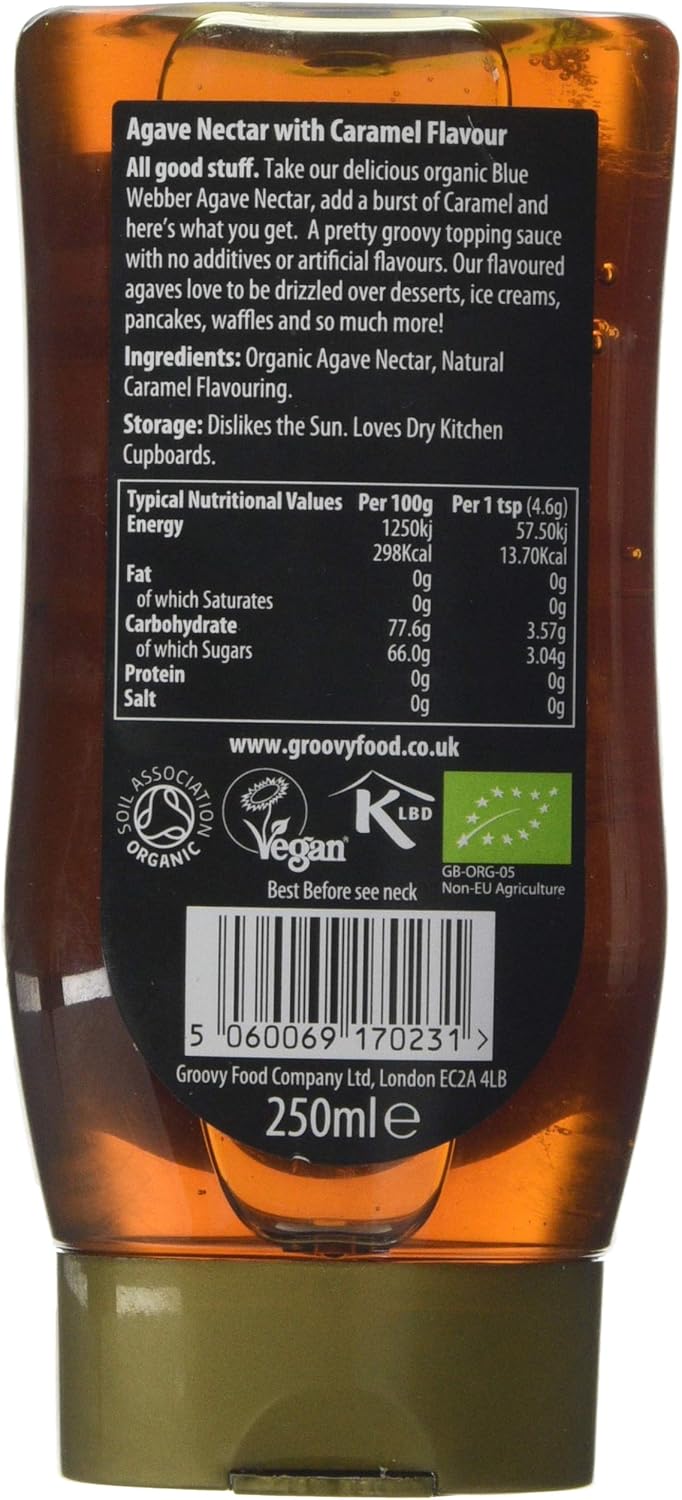 Agave Nectar with Caramel Flavour
All good stuff. Take our delicious organic Blue
Webber Agave Nectar, add a burst of Caramel and
here's what you get. A pretty groovy topping sauce
with no additives or artificial flavours. Our flavoured
agaves love to be drizzled over desserts, ice creams,
pancakes, waffles and so much more!
Ingredients: Organic Agave Nectar, Natural
Caramel Flavouring.
Storage: Dislikes the Sun. Loves Dry Kitchen
Cupboards.
Typical Nutritional Values Per 100g Per 1 tsp (4.6g)
Energy 1250kj 57.50kj
298Kcal 13.70Kcal
Fat 0g 0g
of which Saturates 0g 0g
Carbohydrate 77.6g 3.57g
of which Sugars 66.0g 3.04g
Protein 0g 0g
Salt 0g 0g
www.groovyfood.co.uk
SOIL ASSOCIATION
ORGANIC
Vegan
K LBD
GB-ORG-05
Non-EU Agriculture
Best Before see neck
5 060069 170231 >
Groovy Food Company Ltd, London EC2A 4LB
250ml e